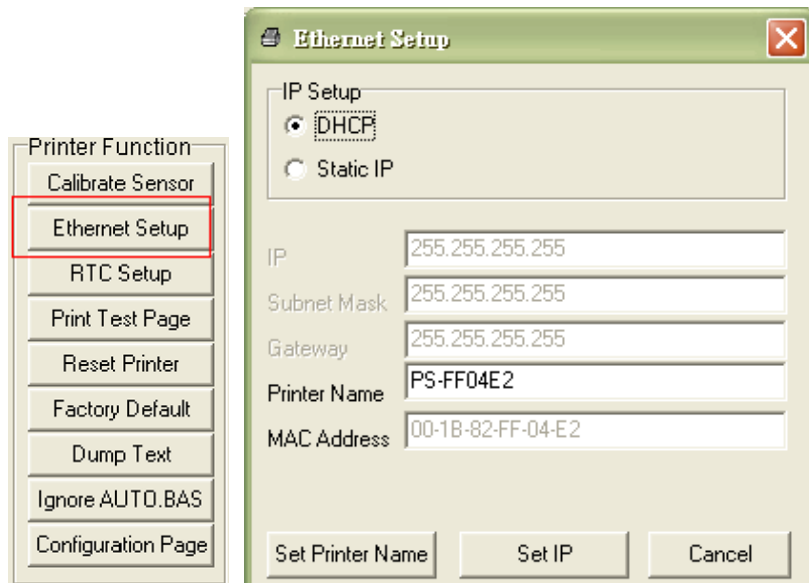 Printer Function
Calibrate Sensor
Ethernet Setup
RTC Setup
Print Test Page
Reset Printer
Factory Default
Dump Text
Ignore AUTO.BAS
Configuration Page
Ethernet Setup
IP Setup
DHCP
Static IP
IP 255.255.255.255
Subnet Mask 255.255.255.255
Gateway 255.255.255.255
Printer Name PS-FF04E2
MAC Address 00-1B-82-FF-04-E2
Set Printer Name Set IP Cancel